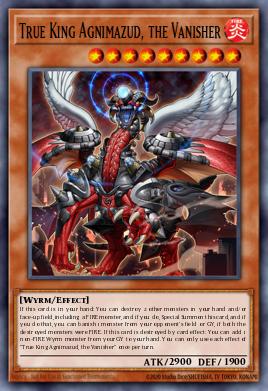 TRUE KING AGNIMAZUD, THE VANISHER
FIRE
[WYRM/EFFECT]
If this card is in your hand: You can destroy 2 other monsters in your hand and/or
face-up field, including a FIRE monster, and if you do, Special Summon this card, and if
you do that, you can banish 1 monster from your opponent's field or GY, if both the
destroyed monsters were FIRE. If this card is destroyed by card effect: You can add 1
non-FIRE Wyrm monster from your GY to your hand. You can only use each effect of
"True King Agnimazud, the Vanisher" once per turn.
ATK/2900 DEF/1900